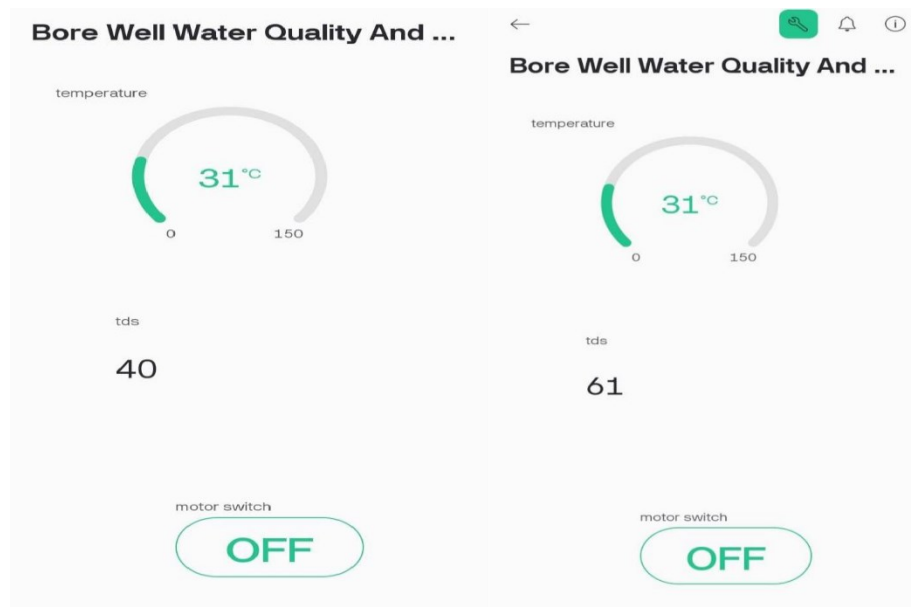 Bore Well Water Quality And ...
temperature
31°C
0 150
tds
40
motor switch
OFF
Bore Well Water Quality And ...
temperature
31°C
0 150
tds
61
motor switch
OFF